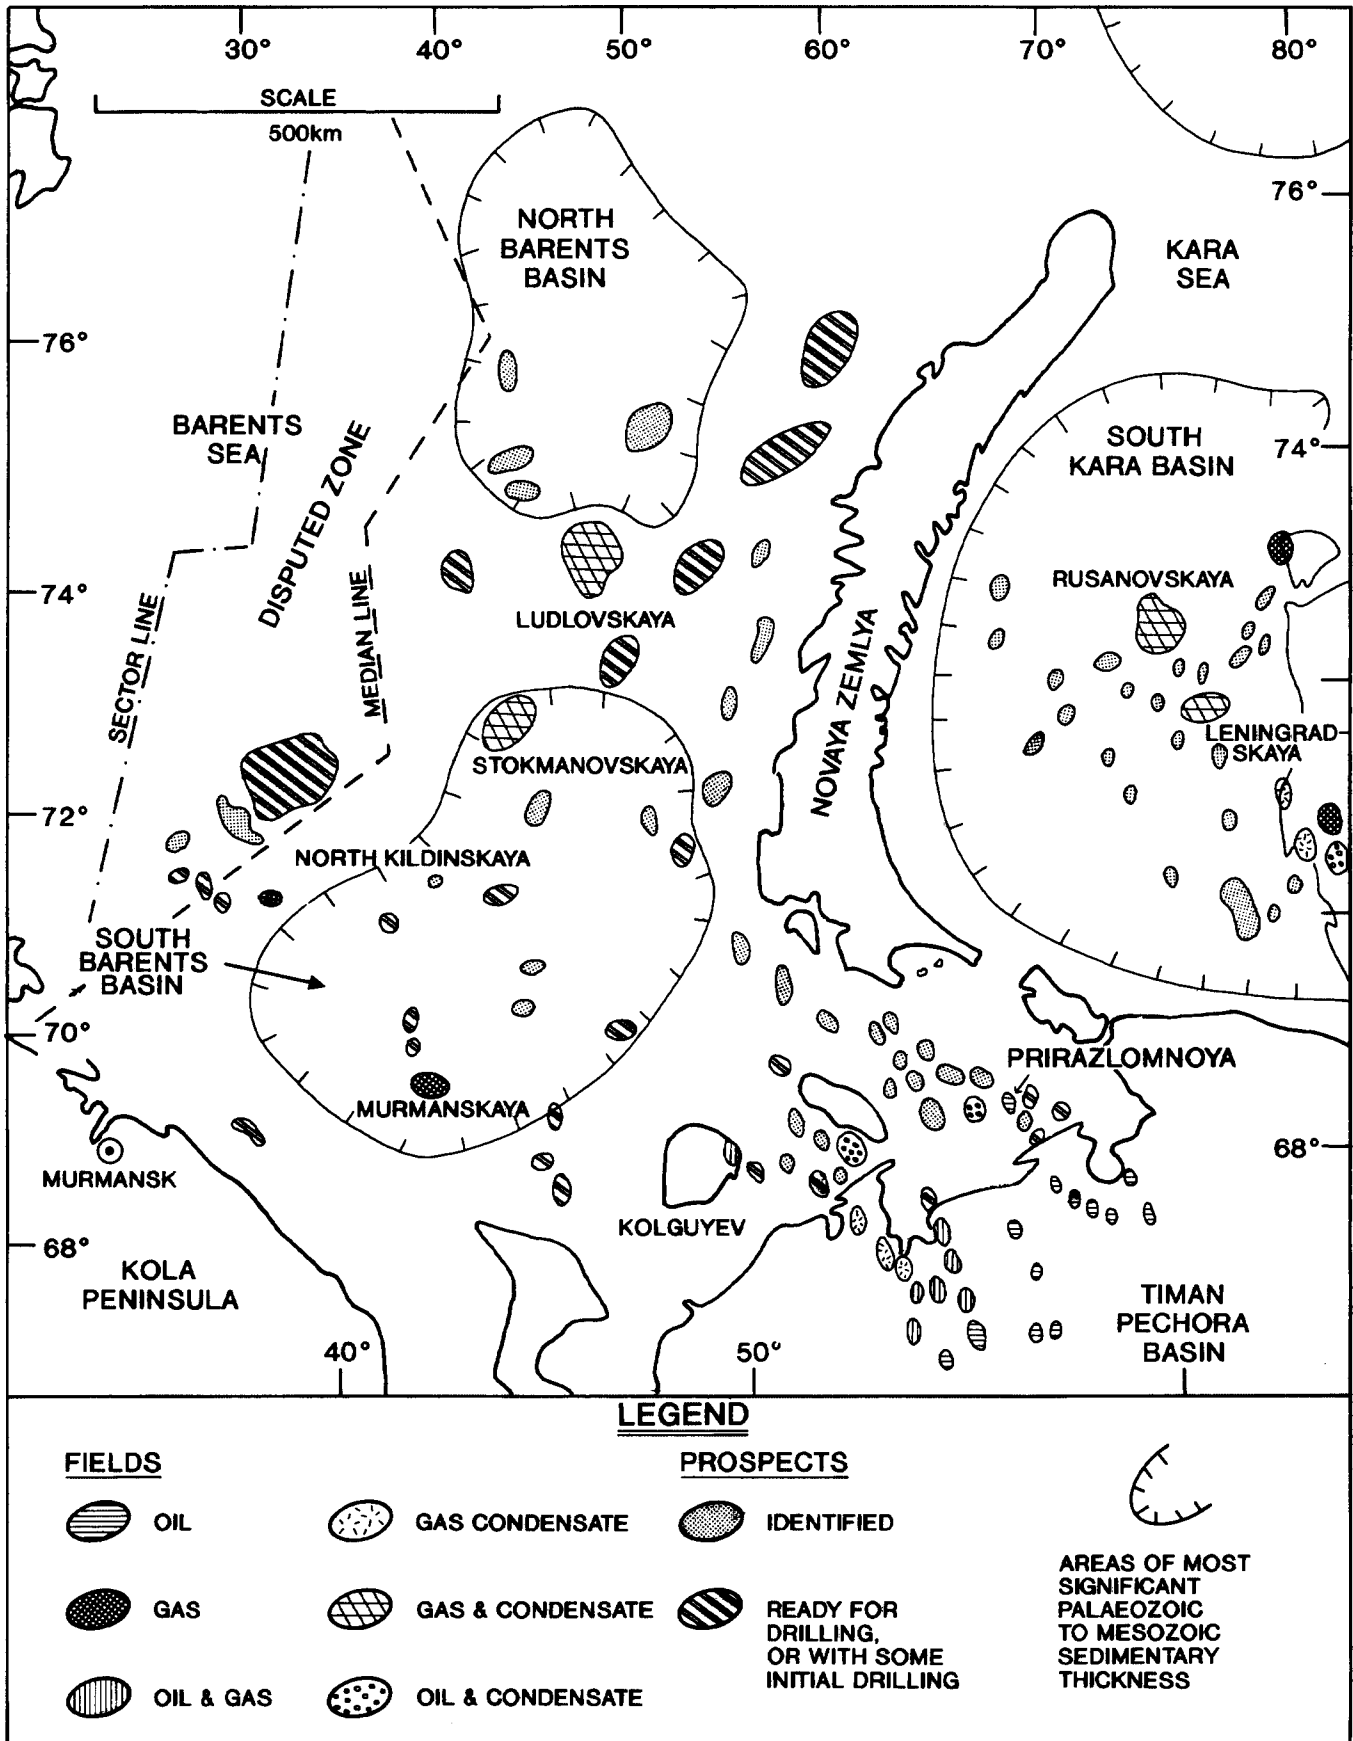 30°
40°
50°
60°
70°
80°
SCALE
500km
76°
NORTH
BARENTS
BASIN
KARA
SEA
76°
BARENTS
SEA
DISPUTED ZONE
SOUTH
KARA BASIN
74°
RUSANOVSKAYA
74°
LUDLOVSKAYA
SECTOR LINE
MEDIAN LINE
NOVAYA ZEMLYA
LENINGRAD-
SKAYA
STOKMANOVSKAYA
72°
NORTH KILDINSKAYA
SOUTH
BARENTS
BASIN
70°
PRIRAZLOMNOYA
MURMANSKAYA
68°
MURMANSK
KOLGUYEV
68°
KOLA
PENINSULA
TIMAN
PECHORA
BASIN
40°
50°
LEGEND
FIELDS
PROSPECTS
OIL
GAS CONDENSATE
IDENTIFIED
GAS
GAS & CONDENSATE
READY FOR
DRILLING,
OR WITH SOME
INITIAL DRILLING
OIL & GAS
OIL & CONDENSATE
AREAS OF MOST
SIGNIFICANT
PALAEOZOIC
TO MESOZOIC
SEDIMENTARY
THICKNESS